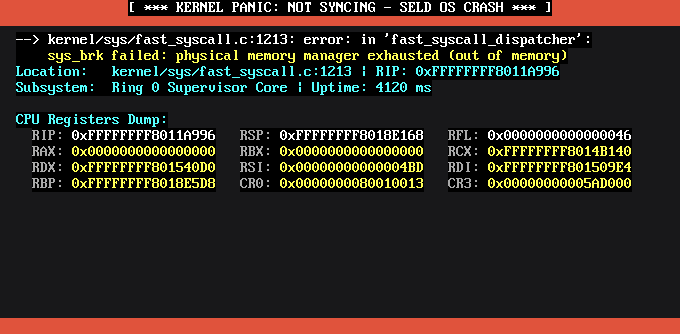 [ *** KERNEL PANIC: NOT SYNCING - SELD OS CRASH *** ]
--> kernel/sys/fast_syscall.c:1213: error: in 'fast_syscall_dispatcher':
sys_brk failed: physical memory manager exhausted (out of memory)
Location: kernel/sys/fast_syscall.c:1213 | RIP: 0xFFFFFFFF8011A996
Subsystem: Ring 0 Supervisor Core | Uptime: 4120 ms
CPU Registers Dump:
RIP: 0xFFFFFFFF8011A996 RSP: 0xFFFFFFFF8018E168 RFL: 0x0000000000000046
RAX: 0x0000000000000000 RBX: 0x0000000000000000 RCX: 0xFFFFFFFF8014B140
RDX: 0xFFFFFFFF801540D0 RSI: 0x00000000000004BD RDI: 0xFFFFFFFF801509E4
RBP: 0xFFFFFFFF8018E5D8 CR0: 0x0000000080010013 CR3: 0x00000000005AD000